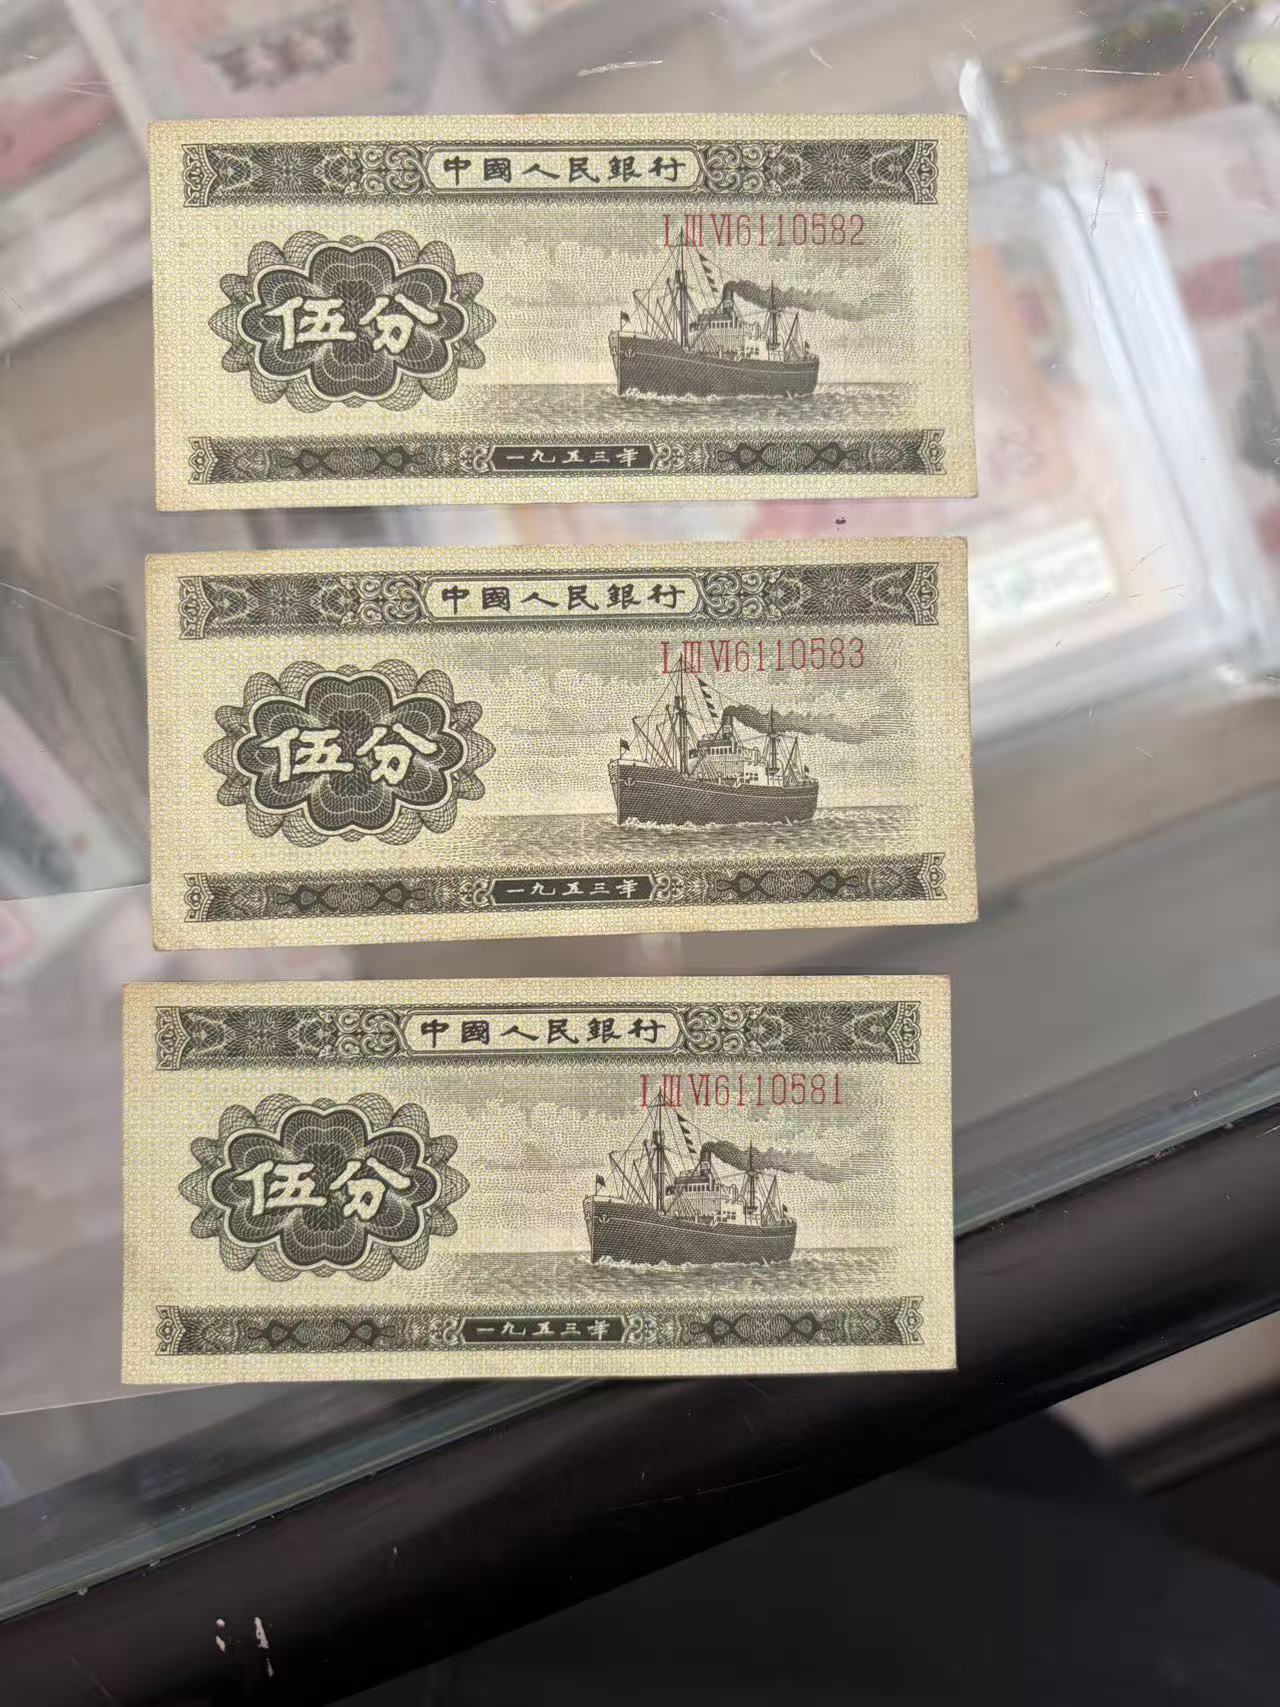 中國人民銀行
I III VI 6110582
伍分
一九五三年
中國人民銀行
I III VI 6110583
伍分
一九五三年
中國人民銀行
I III VI 6110581
伍分
一九五三年